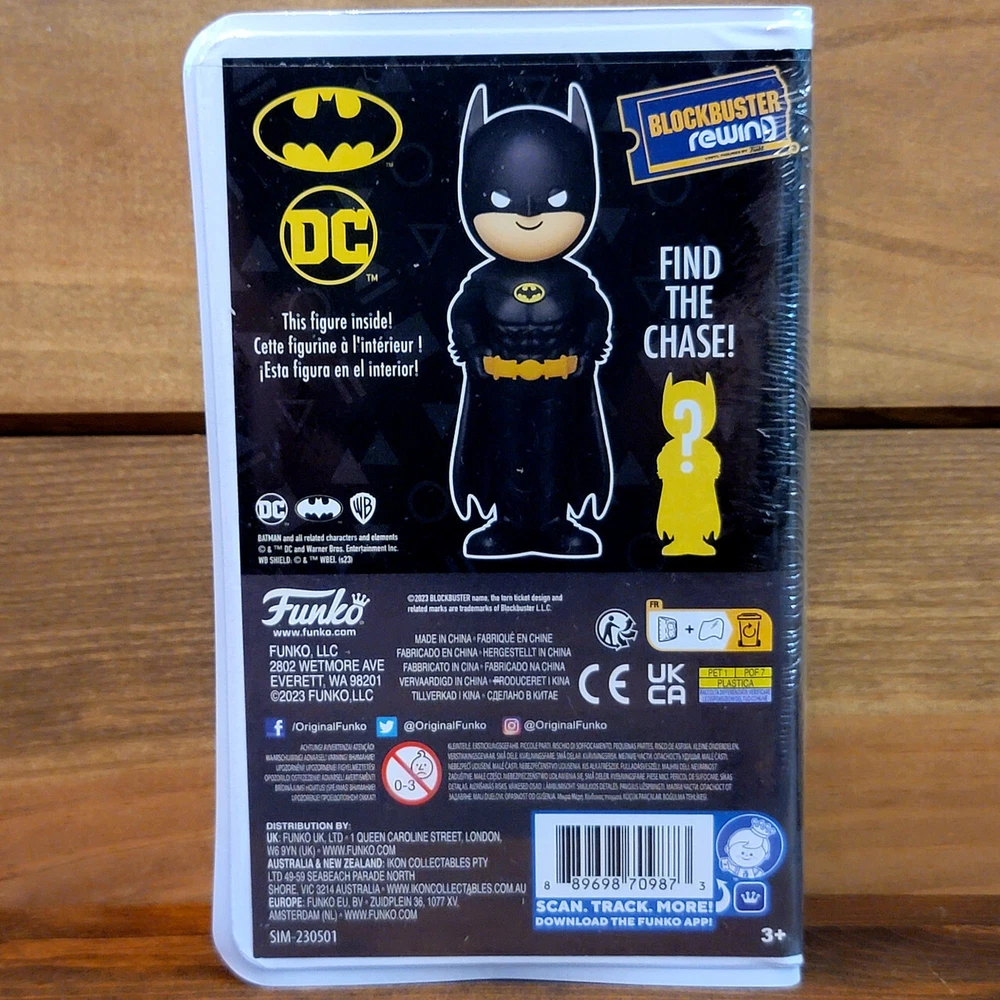 BLOCKBUSTER
rewind
DC
TM
FIND
THE
CHASE!
?
This figure inside!
Cette figurine à l'intérieur !
¡Esta figura en el interior!
DC
WB
BATMAN and all related characters and elements
© & ™ DC and Warner Bros. Entertainment Inc.
WB SHIELD: © & ™ WBEI. (s23)
Funko
www.funko.com
FUNKO, LLC
2802 WETMORE AVE
EVERETT, WA 98201
©2023 FUNKO,LLC
©2023 BLOCKBUSTER name, the torn ticket design and
related marks are trademarks of Blockbuster L.L.C.
MADE IN CHINA • FABRIQUÉ EN CHINE
FABRICADO EN CHINA • HERGESTELLT IN CHINA
FABBRICATO IN CINA • FABRICADO NA CHINA
VERVAARDIGD IN CHINA • PRODUCERET I KINA
TILLVERKAD I KINA • СДЕЛАНО В КИТАЕ
FR
+
CE
UK
CA
PET 1 POF 7
PLASTICA
/OriginalFunko
@OriginalFunko
@OriginalFunko
0-3
DISTRIBUTION BY:
UK: FUNKO UK, LTD • 1 QUEEN CAROLINE STREET, LONDON,
W6 9YN (UK) • WWW.FUNKO.COM
AUSTRALIA & NEW ZEALAND: IKON COLLECTABLES PTY
LTD 49-59 SEABEACH PARADE NORTH
SHORE, VIC 3214 AUSTRALIA • WWW.IKONCOLLECTABLES.COM.AU
EUROPE: FUNKO EU, BV • ZUIDPLEIN 36, 1077 XV,
AMSTERDAM (NL) • WWW.FUNKO.COM
SIM-230501
8 89698 70987 3
SCAN. TRACK. MORE!
DOWNLOAD THE FUNKO APP!
3+